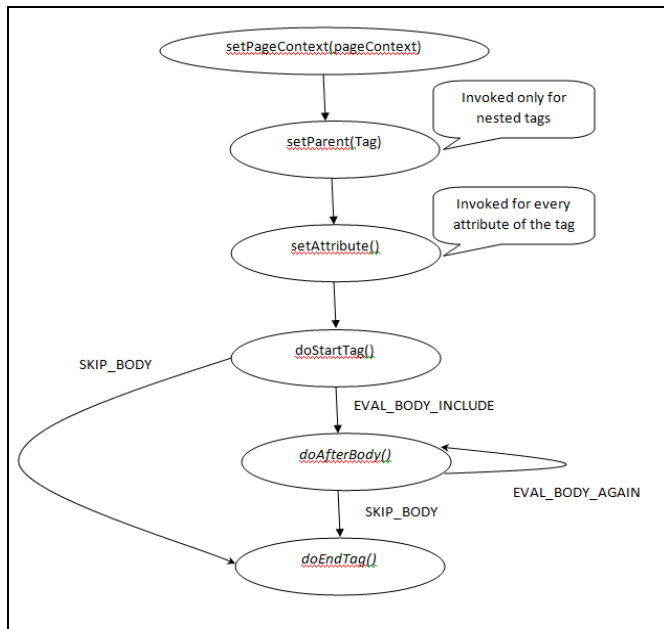 setPageContext(pageContext)
Invoked only for
nested tags
setParent(Tag)
Invoked for every
attribute of the tag
setAttribute()
doStartTag()
SKIP_BODY
EVAL_BODY_INCLUDE
doAfterBody()
EVAL_BODY_AGAIN
SKIP_BODY
doEndTag()